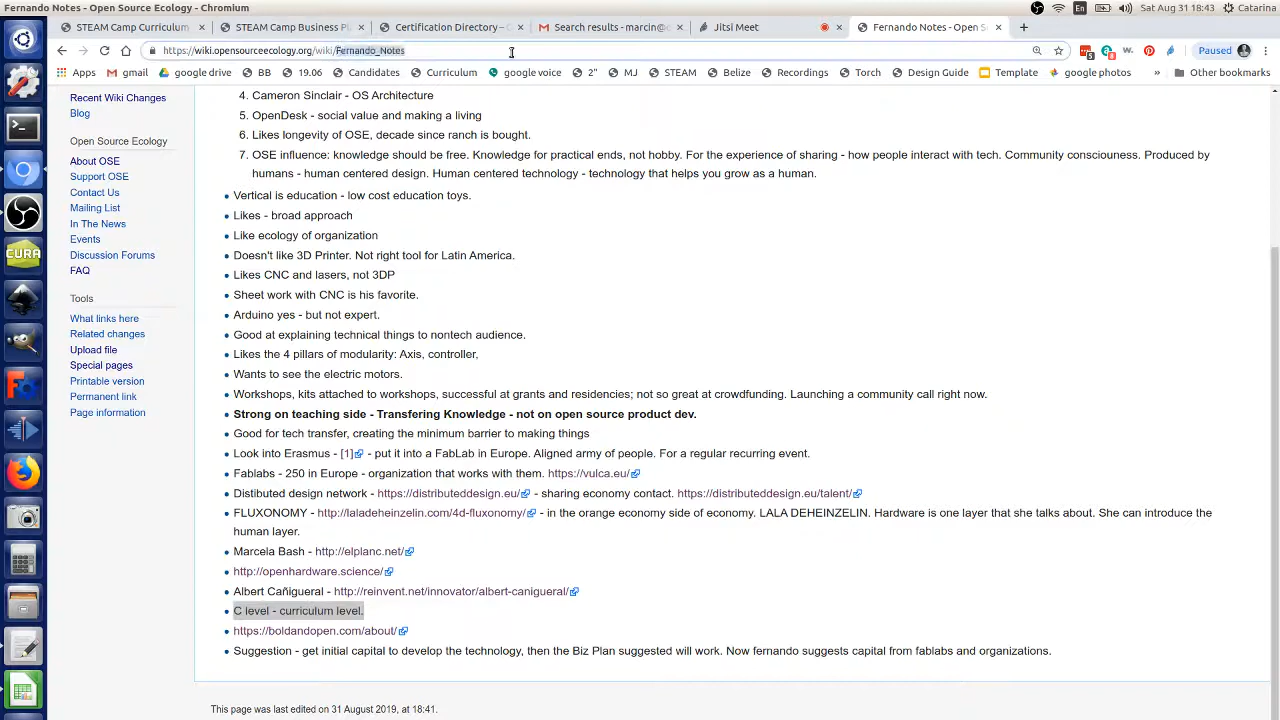 Fernando Notes - Open Source Ecology - Chromium
En
Sat Aug 31 18:43
Catarina
STEAM Camp Curriculum
STEAM Camp Business Pl
Certification Directory - O
Search results - marcin@o
Jitsi Meet
Fernando Notes - Open So
https://wiki.opensourceecology.org/wiki/Fernando_Notes
Paused
Apps
gmail
google drive
BB
19.06
Candidates
Curriculum
google voice
2"
MJ
STEAM
Belize
Recordings
Torch
Design Guide
Template
google photos
»
Other bookmarks
Recent Wiki Changes
Blog
Open Source Ecology
About OSE
Support OSE
Contact Us
Mailing List
In The News
Events
Discussion Forums
FAQ
Tools
What links here
Related changes
Upload file
Special pages
Printable version
Permanent link
Page information
4. Cameron Sinclair - OS Architecture
5. OpenDesk - social value and making a living
6. Likes longevity of OSE, decade since ranch is bought.
7. OSE influence: knowledge should be free. Knowledge for practical ends, not hobby. For the experience of sharing - how people interact with tech. Community consciousness. Produced by
humans - human centered design. Human centered technology - technology that helps you grow as a human.
Vertical is education - low cost education toys.
Likes - broad approach
Like ecology of organization
Doesn't like 3D Printer. Not right tool for Latin America.
Likes CNC and lasers, not 3DP
Sheet work with CNC is his favorite.
Arduino yes - but not expert.
Good at explaining technical things to nontech audience.
Likes the 4 pillars of modularity: Axis, controller,
Wants to see the electric motors.
Workshops, kits attached to workshops, successful at grants and residencies; not so great at crowdfunding. Launching a community call right now.
Strong on teaching side - Transfering Knowledge - not on open source product dev.
Good for tech transfer, creating the minimum barrier to making things
Look into Erasmus - [1] - put it into a FabLab in Europe. Aligned army of people. For a regular recurring event.
Fablabs - 250 in Europe - organization that works with them. https://vulca.eu/
Distibuted design network - https://distributeddesign.eu/ - sharing economy contact. https://distributeddesign.eu/talent/
FLUXONOMY - http://laladeheinzelin.com/4d-fluxonomy/ - in the orange economy side of economy. LALA DEHEINZELIN. Hardware is one layer that she talks about. She can introduce the
human layer.
Marcela Bash - http://elplanc.net/
http://openhardware.science/
Albert Cañigueral - http://reinvent.net/innovator/albert-canigueral/
C level - curriculum level.
https://boldandopen.com/about/
Suggestion - get initial capital to develop the technology, then the Biz Plan suggested will work. Now fernando suggests capital from fablabs and organizations.
This page was last edited on 31 August 2019, at 18:41.
CURA